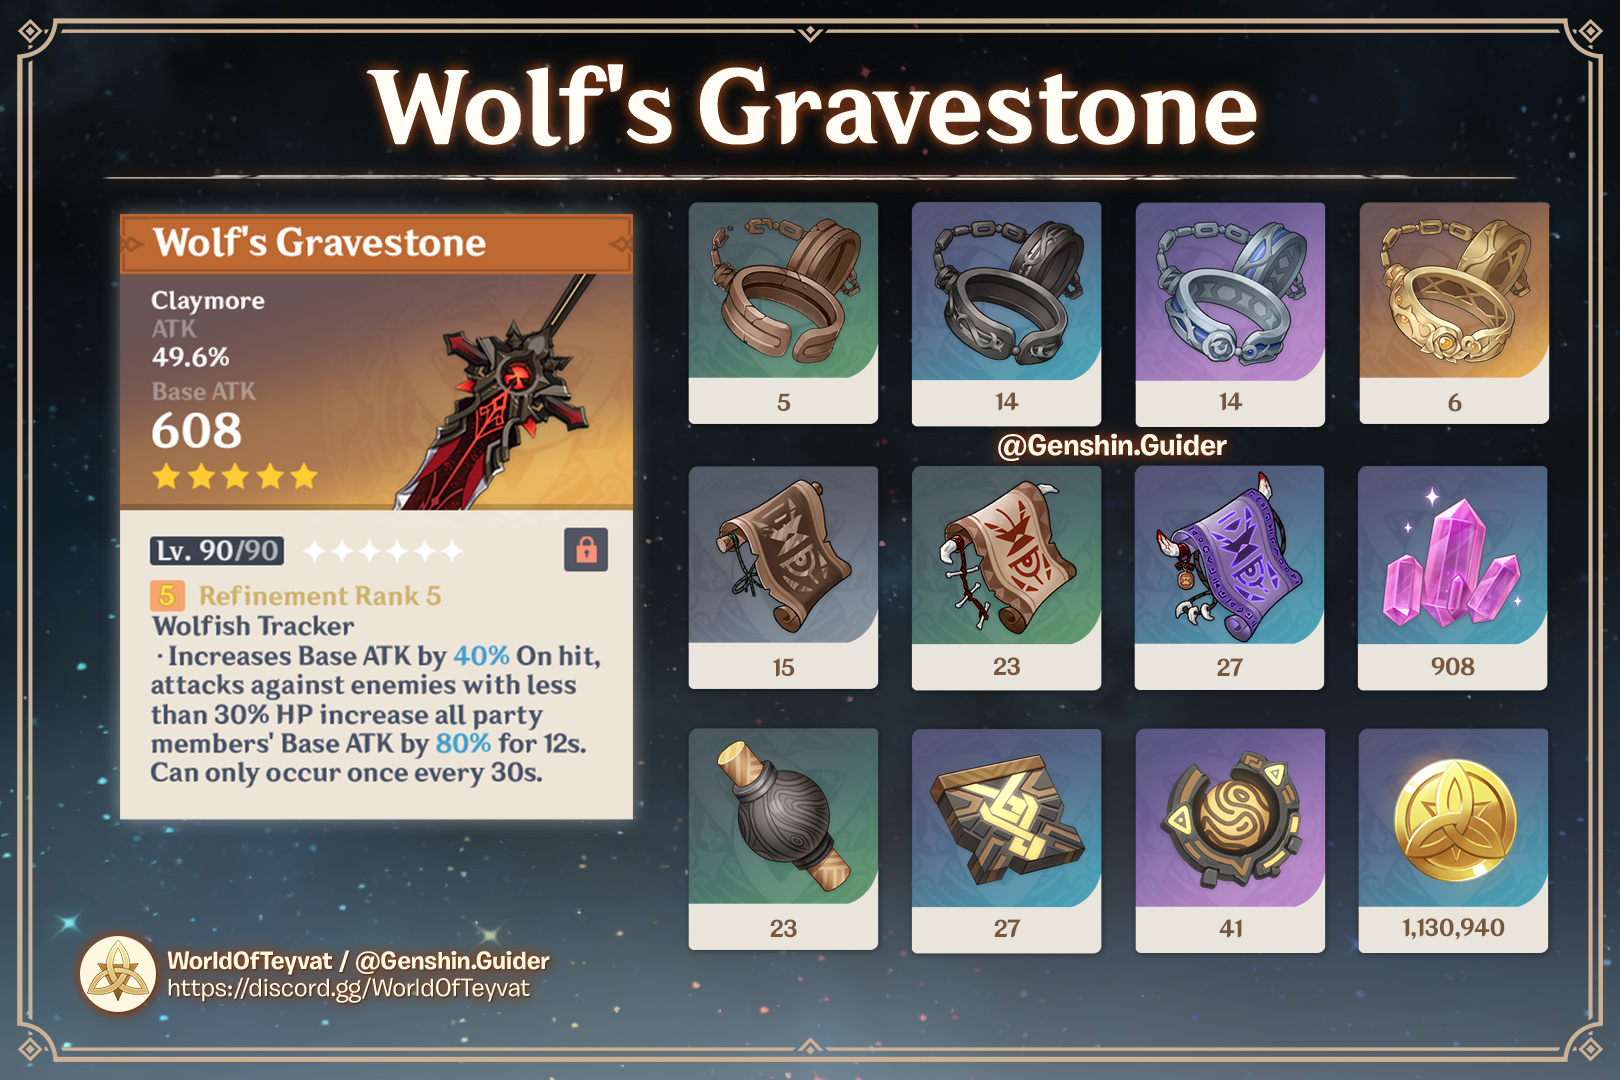 Wolf's Gravestone
Wolf's Gravestone
Claymore
ATK
49.6%
Base ATK
608
Lv. 90/90
5 Refinement Rank 5
Wolfish Tracker
·Increases Base ATK by 40% On hit,
attacks against enemies with less
than 30% HP increase all party
members' Base ATK by 80% for 12s.
Can only occur once every 30s.
5
14
14
6
@Genshin.Guider
15
23
27
908
23
27
41
1,130,940
WorldOfTeyvat / @Genshin.Guider
https://discord.gg/WorldOfTeyvat